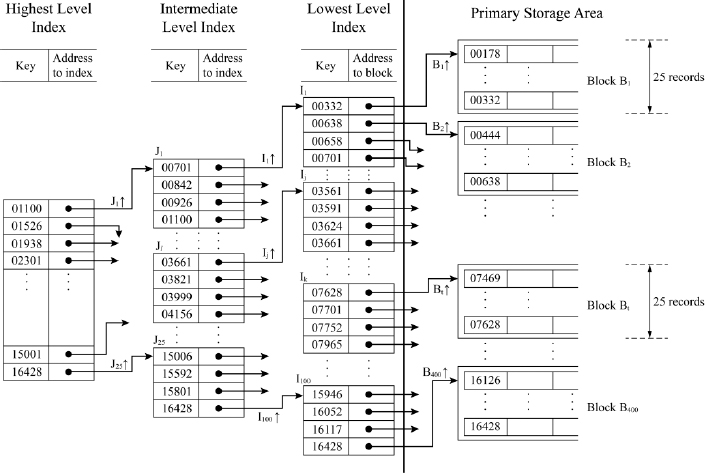 Highest Level
Index
Key
Address
to index
01100
01526
01938
02301
15001
16428
J₁↑
J₂₅↑
Intermediate
Level Index
Key
Address
to index
J₁
00701
00842
00926
01100
03661
03821
03999
04156
J₂₅
15006
15592
15801
16428
I₁↑
Iⱼ↑
I₁₀₀↑
Lowest Level
Index
Key
Address
to block
I₁
00332
00638
00658
00701
Iⱼ
03561
03591
03624
03661
Iₖ
07628
07701
07752
07965
I₁₀₀
15946
16052
16117
16428
B₁↑
B₂↑
B₄₀₀↑
Primary Storage Area
00178
00332
Block B₁
25 records
00444
00638
Block B₂
07469
07628
25 records
16126
16428
Block B₄₀₀